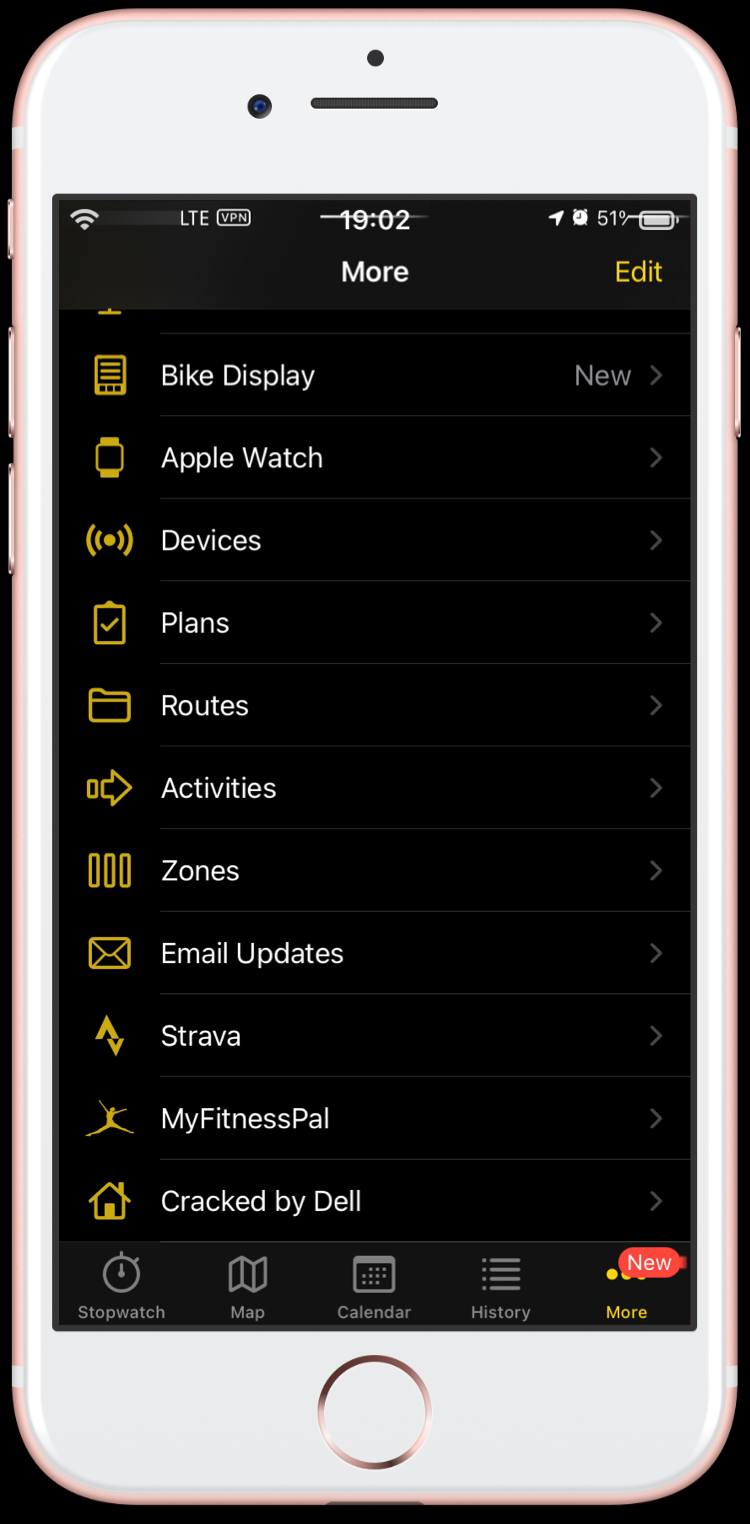 LTE VPN 19:02 51%
More Edit
Bike Display New
Apple Watch
Devices
Plans
Routes
Activities
Zones
Email Updates
Strava
MyFitnessPal
Cracked by Dell
New
Stopwatch Map Calendar History More